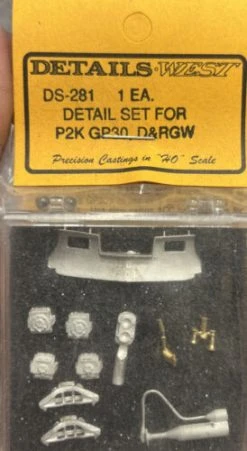 DETAILS WEST
DS-281 1 EA.
DETAIL SET FOR
P2K GP30 D&RGW
Precision Castings in "HO" Scale